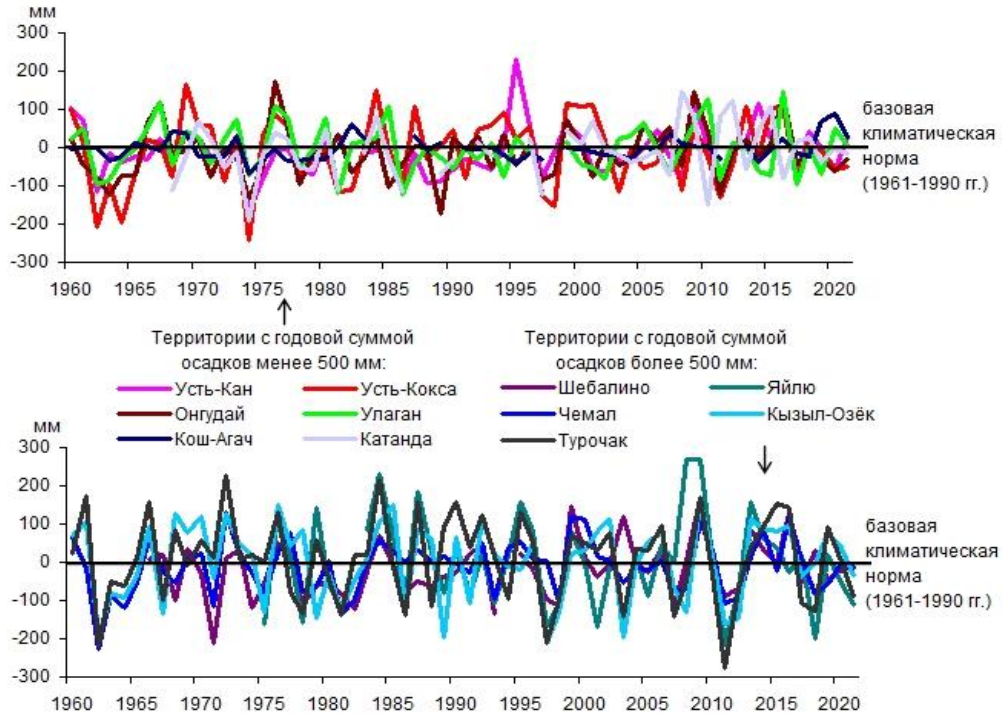 мм
300
200
100
0
-100
-200
-300
1960 1965 1970 1975 1980 1985 1990 1995 2000 2005 2010 2015 2020
базовая
климатическая
норма
(1961-1990 гг.)
Территории с годовой суммой
осадков менее 500 мм:
Усть-Кан Усть-Кокса
Онгудай Улаган
Кош-Агач Катанда
Территории с годовой суммой
осадков более 500 мм:
Шебалино Яйлю
Чемал Кызыл-Озёк
Турочак
мм
300
200
100
0
-100
-200
-300
1960 1965 1970 1975 1980 1985 1990 1995 2000 2005 2010 2015 2020
базовая
климатическая
норма
(1961-1990 гг.)